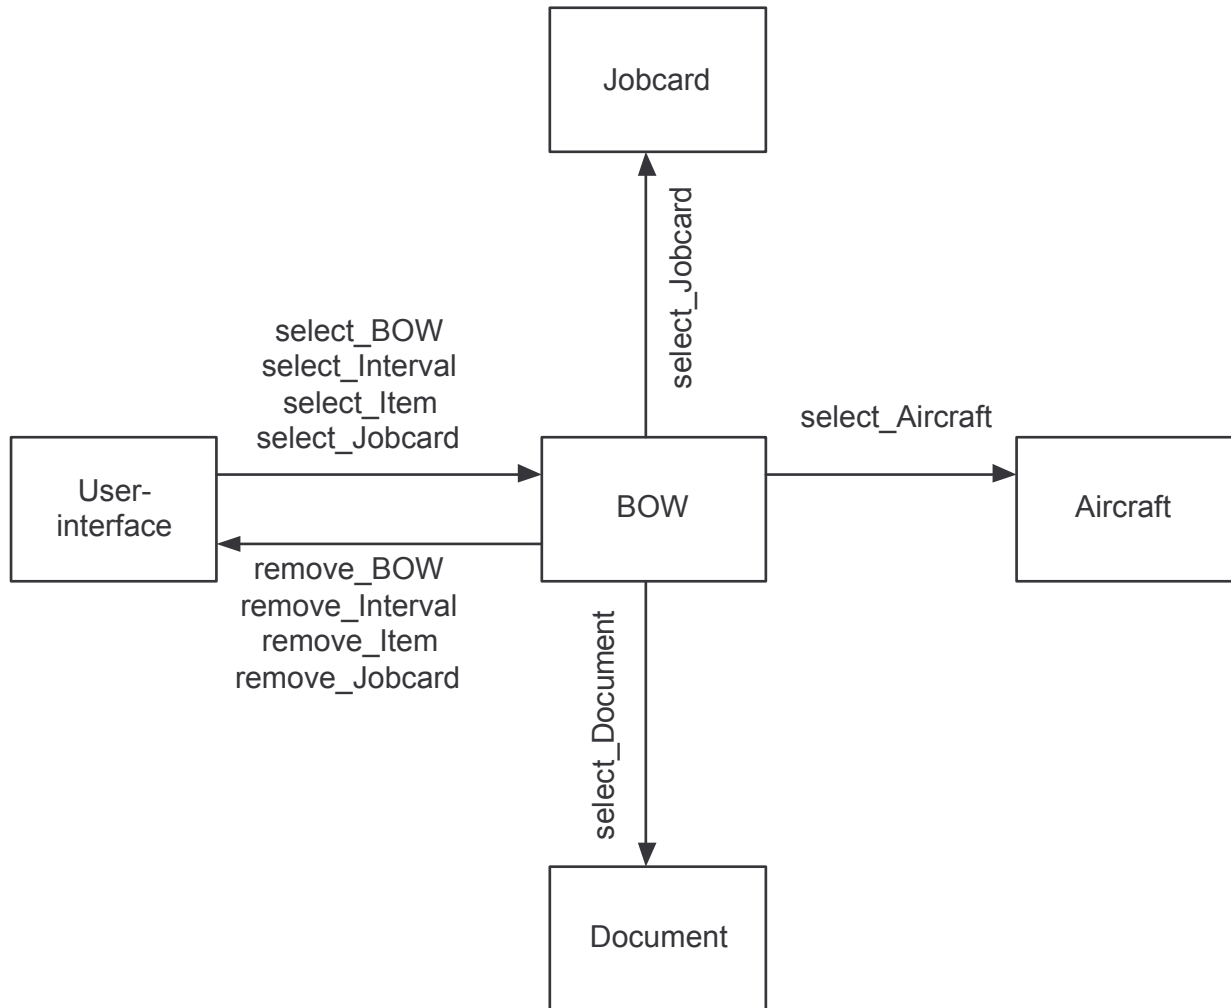 Jobcard
select_Jobcard
select_BOW
select_Interval
select_Item
select_Jobcard
select_Aircraft
User-
interface
BOW
Aircraft
remove_BOW
remove_Interval
remove_Item
remove_Jobcard
select_Document
Document